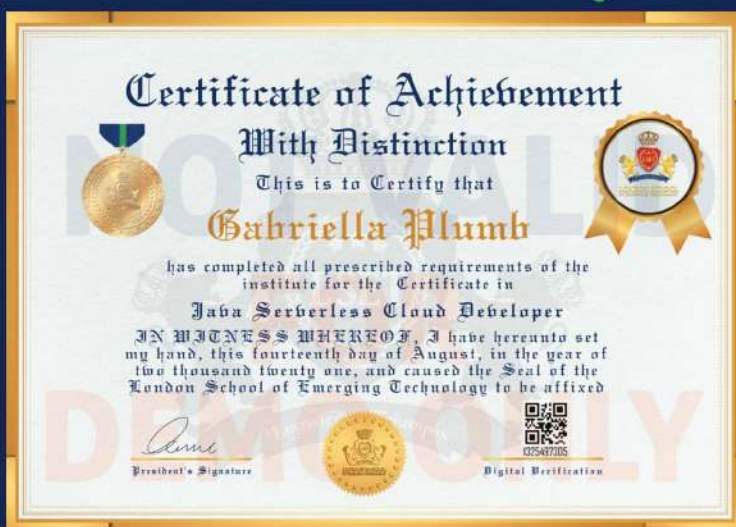 Certificate of Achievement
With Distinction
This is to Certify that
Gabriella Plumb
has completed all prescribed requirements of the
institute for the Certificate in
Java Serverless Cloud Developer
IN WITNESS WHEREOF, I have hereunto set
my hand, this fourteenth day of August, in the year of
two thousand twenty one, and caused the Seal of the
London School of Emerging Technology to be affixed
NOT VALID
DEMO ONLY
1325497305
President's Signature
Digital Verification